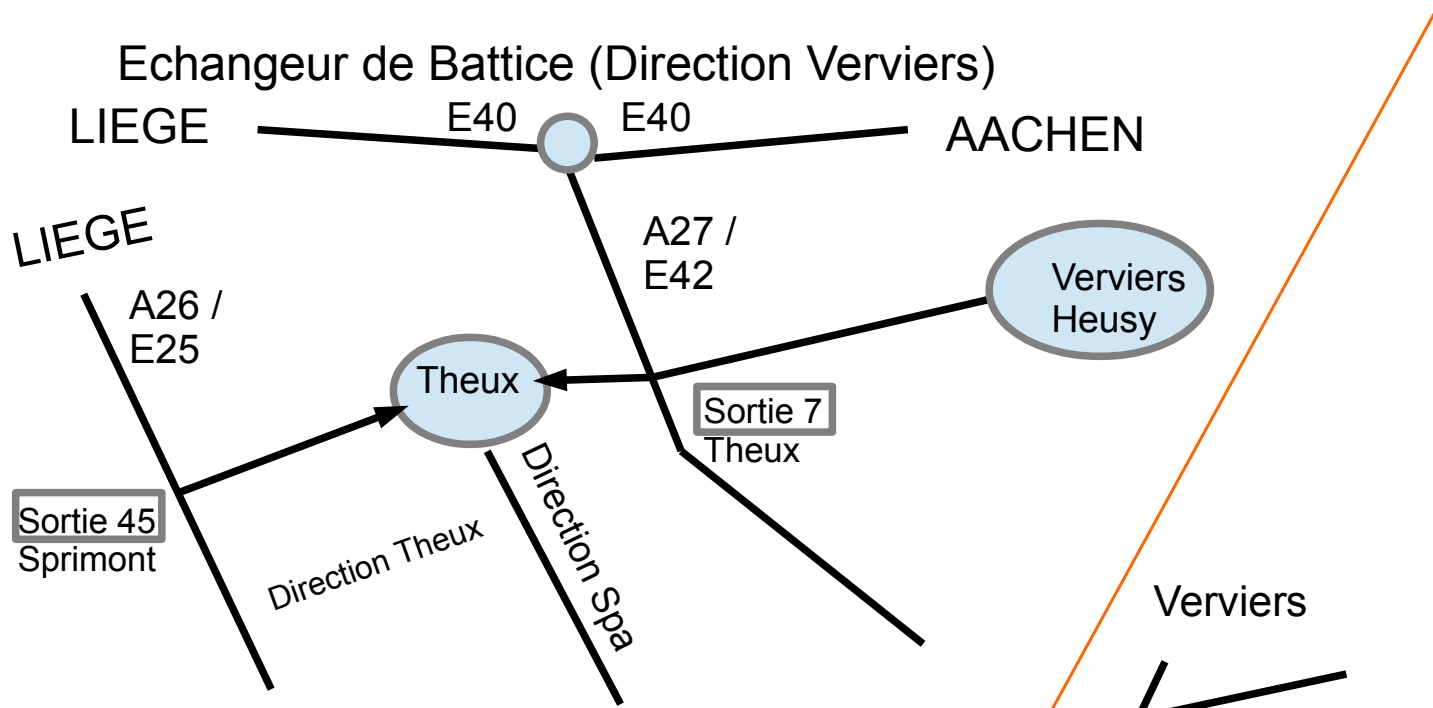 Echangeur de Battice (Direction Verviers)
LIEGE
E40
E40
AACHEN
LIEGE
A26 /
E25
A27 /
E42
Verviers
Heusy
Theux
Sortie 7
Theux
Sortie 45
Sprimont
Direction Theux
Direction Spa
Verviers